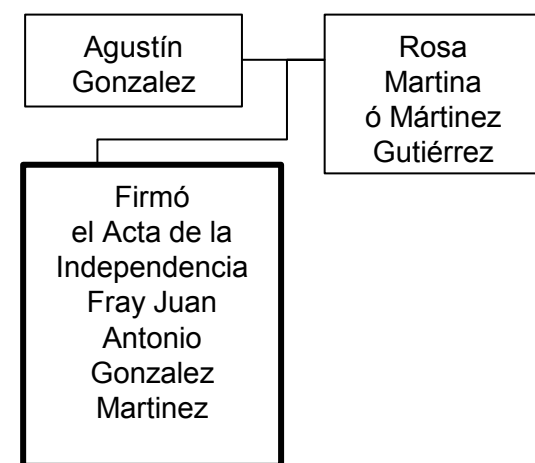 Agustín
Gonzalez
Rosa
Martina
ó Mártinez
Gutiérrez
Firmó
el Acta de la
Independencia
Fray Juan
Antonio
Gonzalez
Martinez